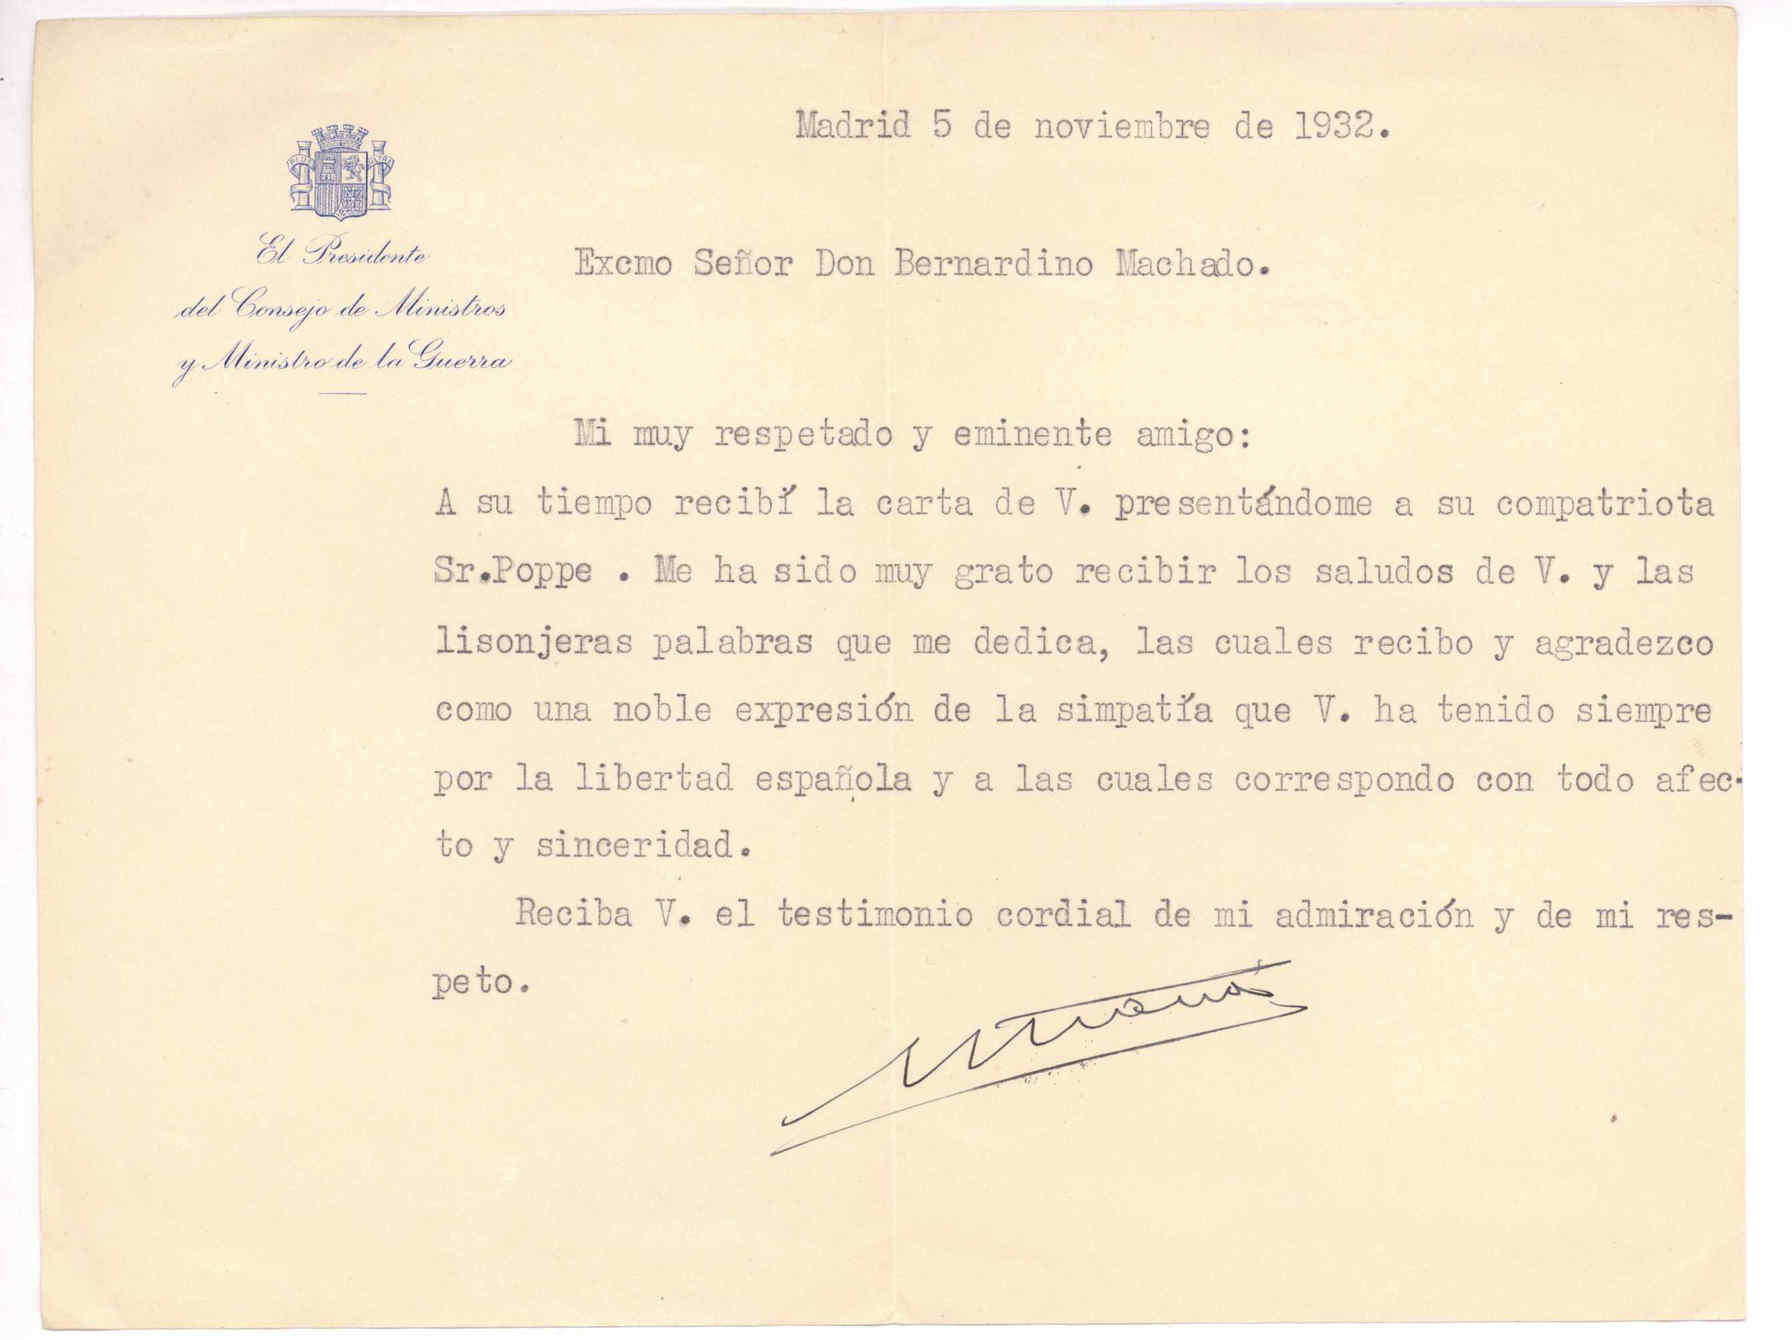 Madrid 5 de noviembre de 1932.
El Presidente
del Consejo de Ministros
y Ministro de la Guerra
Excmo Señor Don Bernardino Machado.
Mi muy respetado y eminente amigo:
A su tiempo recibí la carta de V. presentándome a su compatriota
Sr.Poppe . Me ha sido muy grato recibir los saludos de V. y las
lisonjeras palabras que me dedica, las cuales recibo y agradezco
como una noble expresión de la simpatía que V. ha tenido siempre
por la libertad española y a las cuales correspondo con todo afec-
to y sinceridad.
Reciba V. el testimonio cordial de mi admiración y de mi res-
peto.